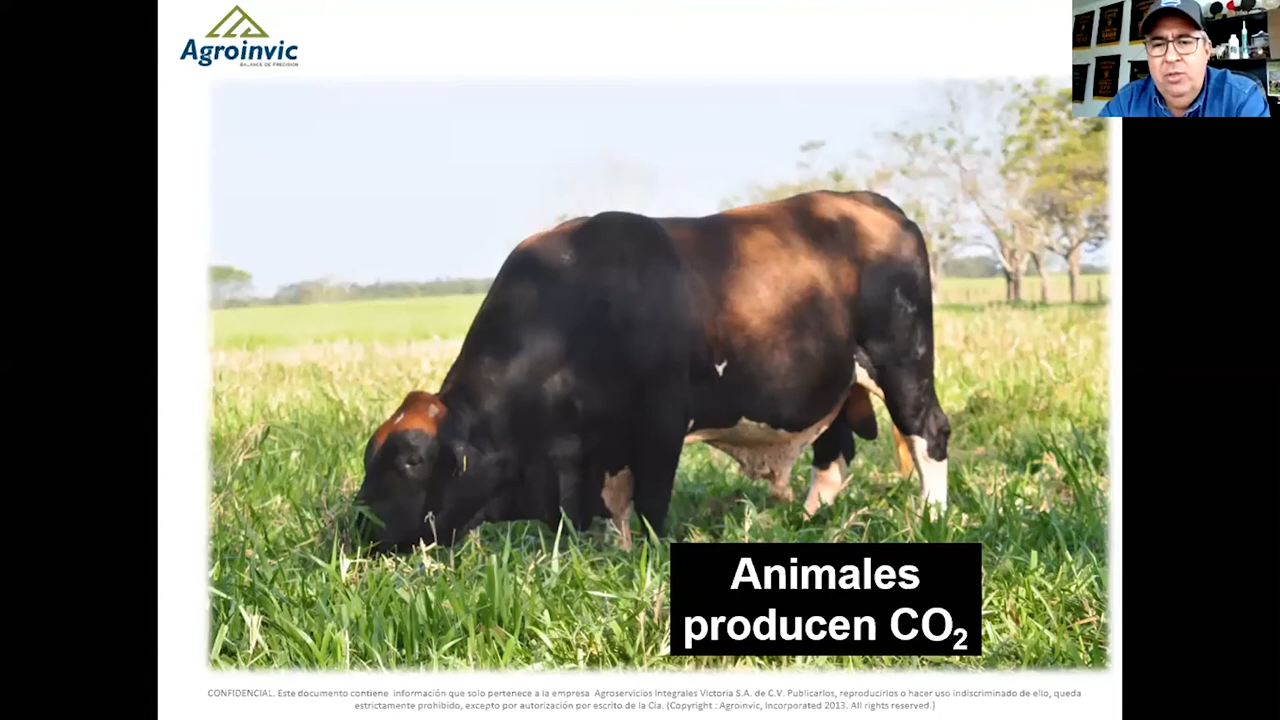 Agroinvic
BALANCE DE PRECISIÓN
Animales
producen CO₂
CONFIDENCIAL. Este documento contiene información que solo pertenece a la empresa Agroservicios Integrales Victoria S.A. de C.V. Publicarlos, reproducirlos o hacer uso indiscriminado de ello, queda
estrictamente prohibido, excepto por autorización por escrito de la Cia. (Copyright : Agroinvic, Incorporated 2013. All rights reserved.)